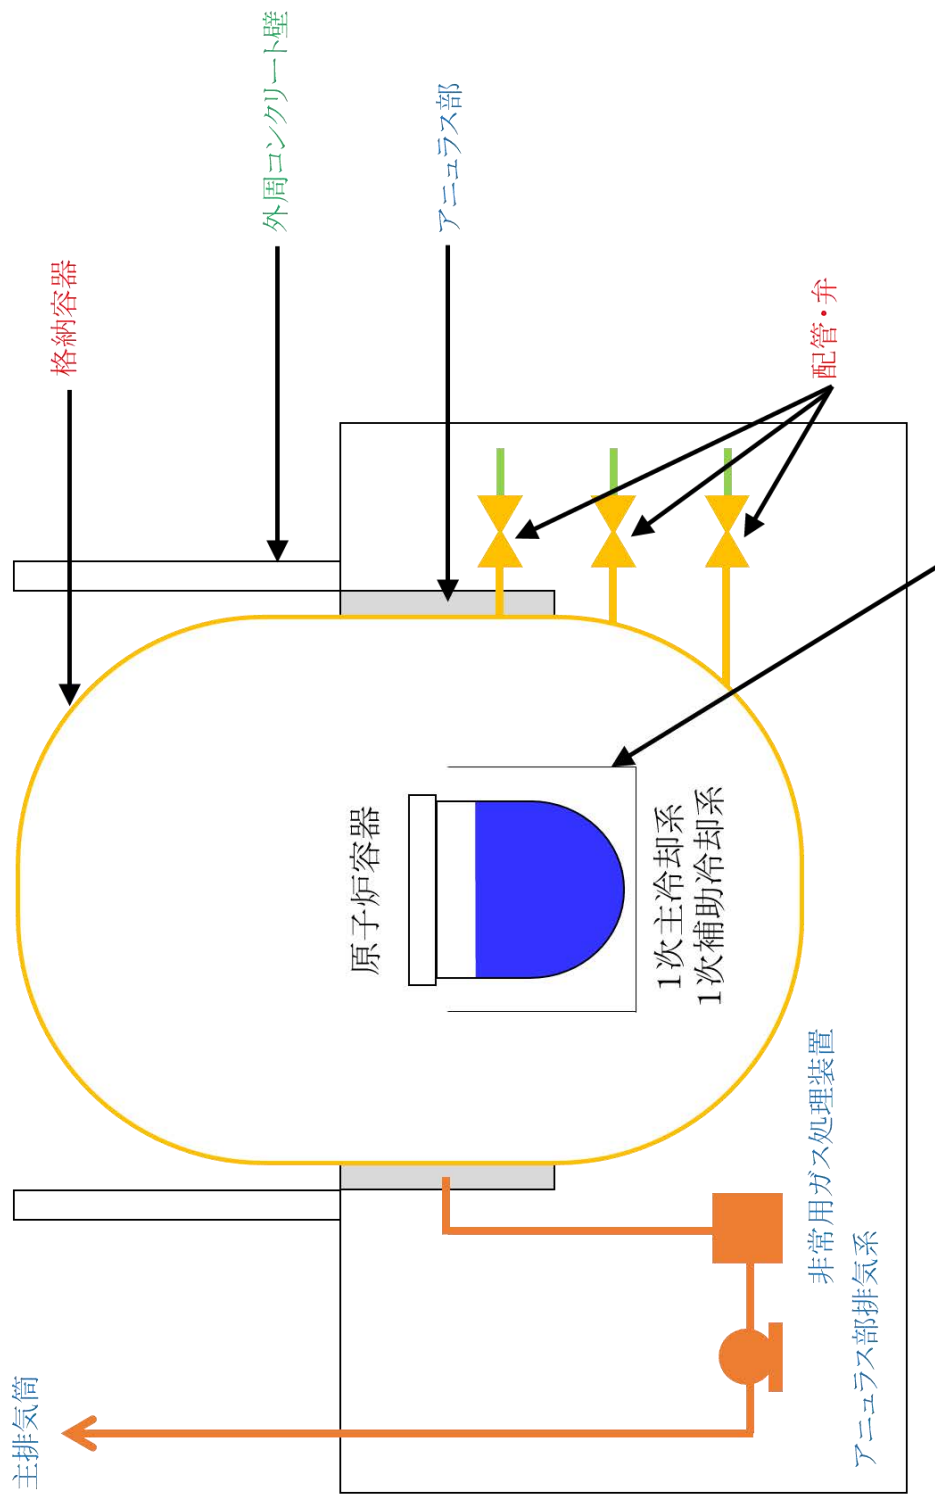 主排気筒
格納容器
外周コンクリート壁
アニュラス部
原子炉容器
1次主冷却系
1次補助冷却系
配管・弁
非常用ガス処理装置
アニュラス部排気系